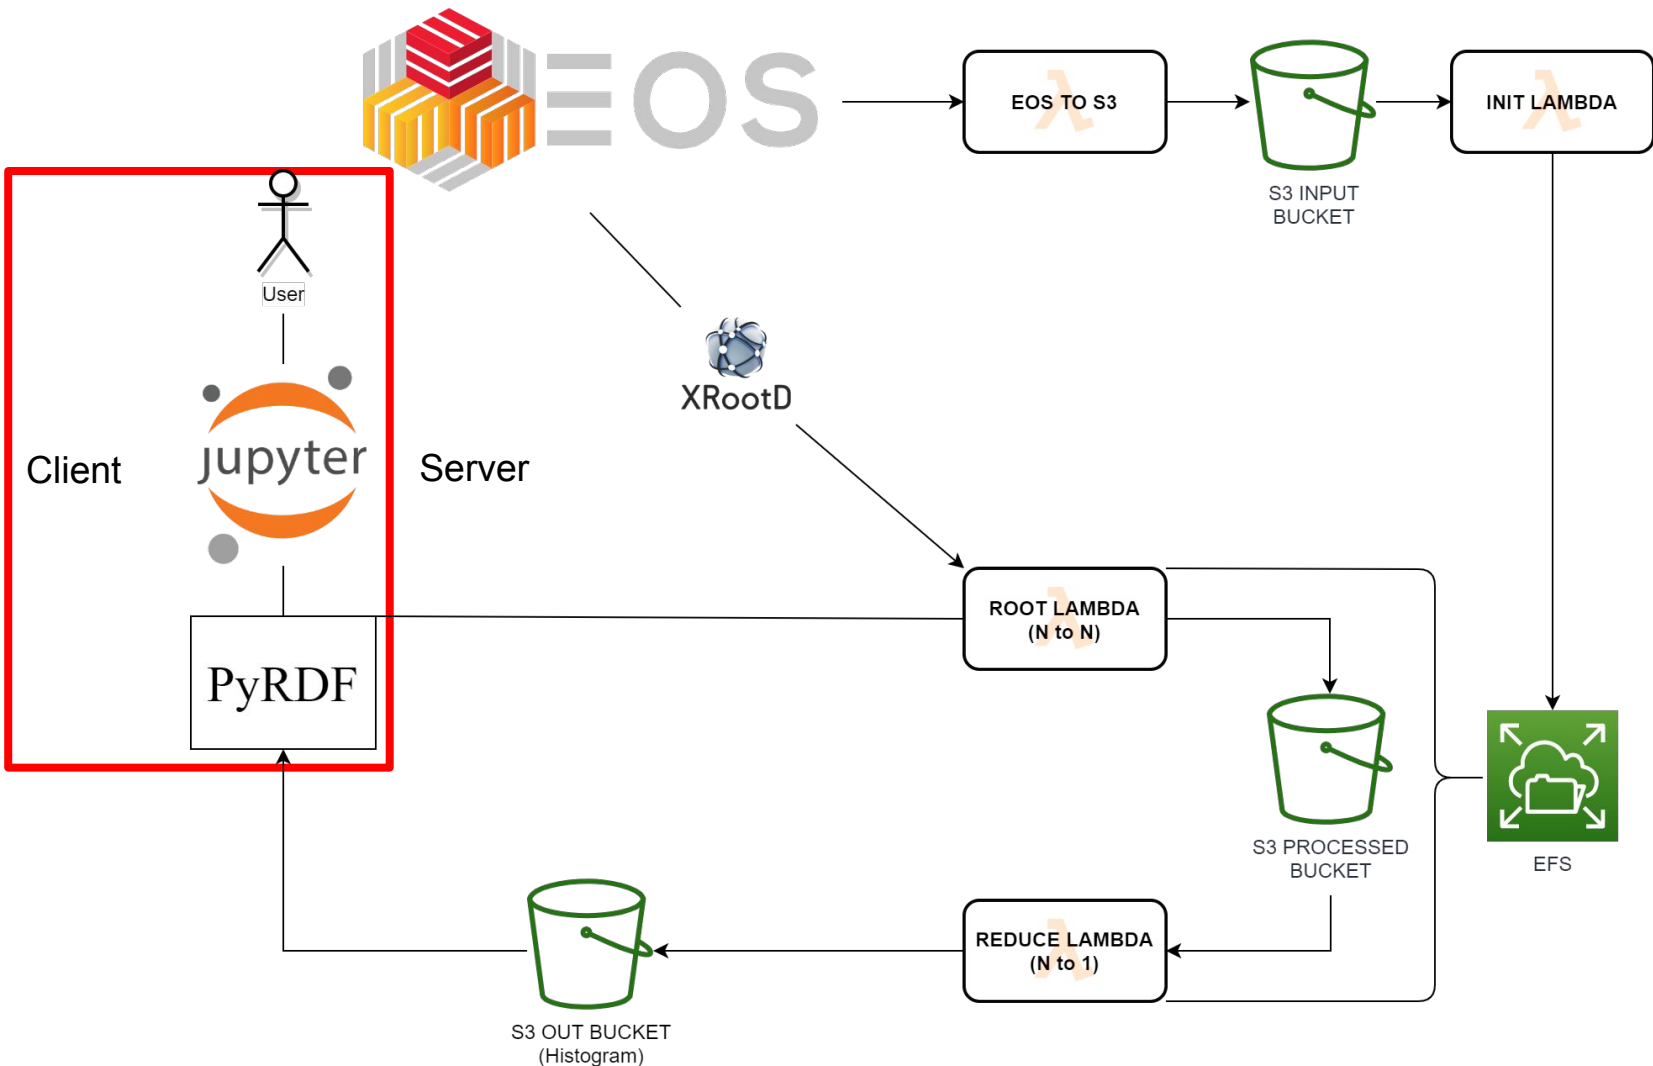 EOS
EOS TO S3
INIT LAMBDA
S3 INPUT
BUCKET
User
XRootD
Client
jupyter
Server
ROOT LAMBDA
(N to N)
PyRDF
S3 PROCESSED
BUCKET
EFS
REDUCE LAMBDA
(N to 1)
S3 OUT BUCKET
(Histogram)